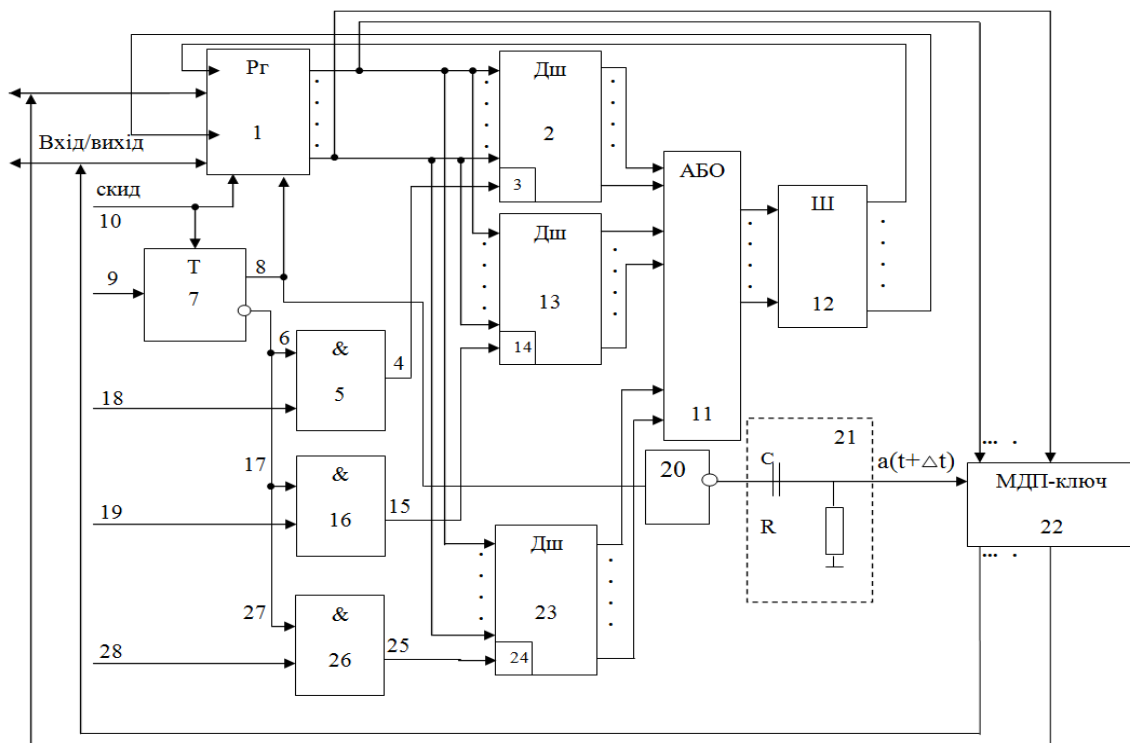 Рг
1
Вхід/вихід
скид
10
9
Т
7
8
6
&
5
4
18
17
&
16
15
19
27
&
26
25
28
Дш
2
3
Дш
13
14
Дш
23
24
АБО
11
Ш
12
20
21
C
R
a(t+△t)
... .
МДП-ключ
22
... .